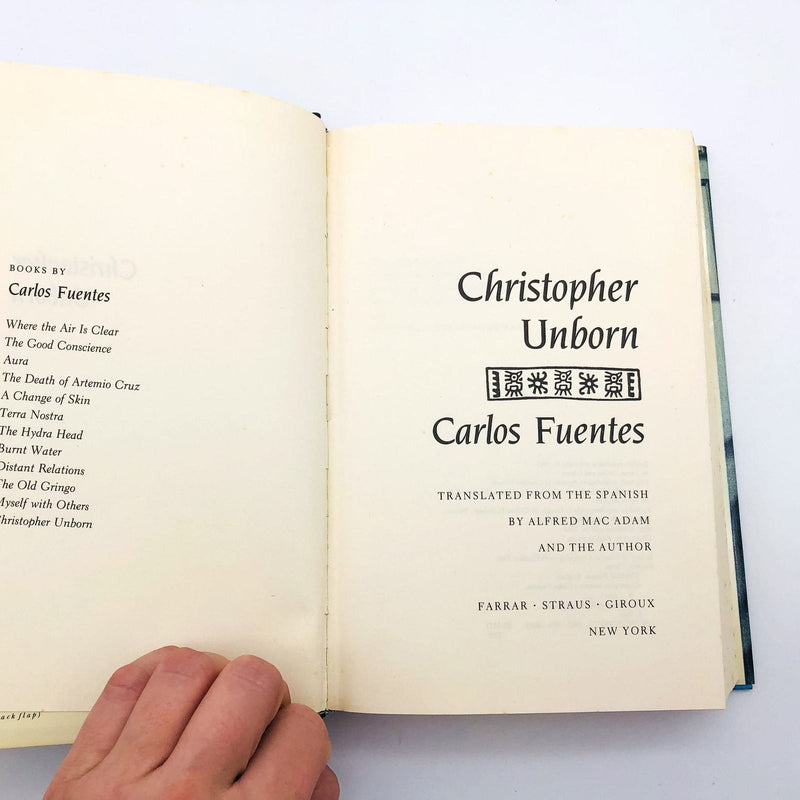 BOOKS BY
Carlos Fuentes
Where the Air Is Clear
The Good Conscience
Aura
The Death of Artemio Cruz
A Change of Skin
Terra Nostra
The Hydra Head
Burnt Water
Distant Relations
The Old Gringo
Myself with Others
Christopher Unborn
ack flap)
Christopher
Unborn
Carlos Fuentes
TRANSLATED FROM THE SPANISH
BY ALFRED MAC ADAM
AND THE AUTHOR
FARRAR · STRAUS · GIROUX
NEW YORK